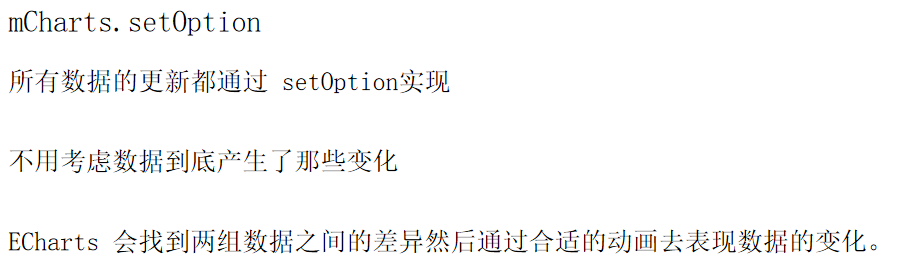 mCharts.setOption
所有数据的更新都通过 setOption实现
不用考虑数据到底产生了那些变化
ECharts 会找到两组数据之间的差异然后通过合适的动画去表现数据的变化。